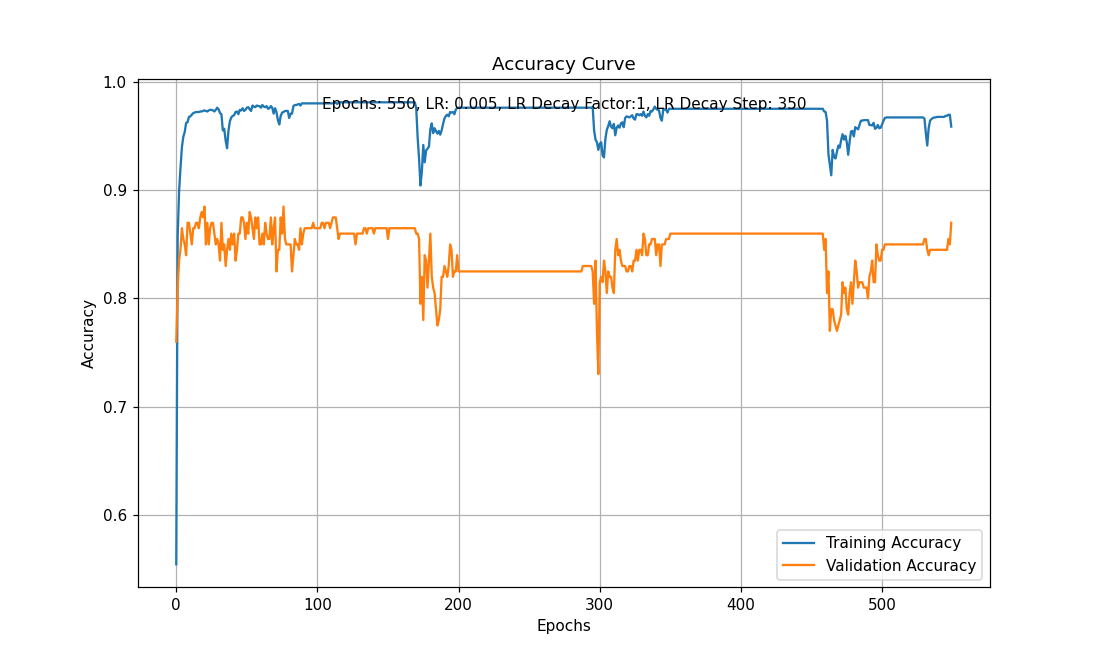 Accuracy Curve
Epochs: 550, LR: 0.005, LR Decay Factor:1, LR Decay Step: 350
1.0
0.9
0.8
0.7
0.6
Accuracy
0 100 200 300 400 500
Epochs
Training Accuracy
Validation Accuracy